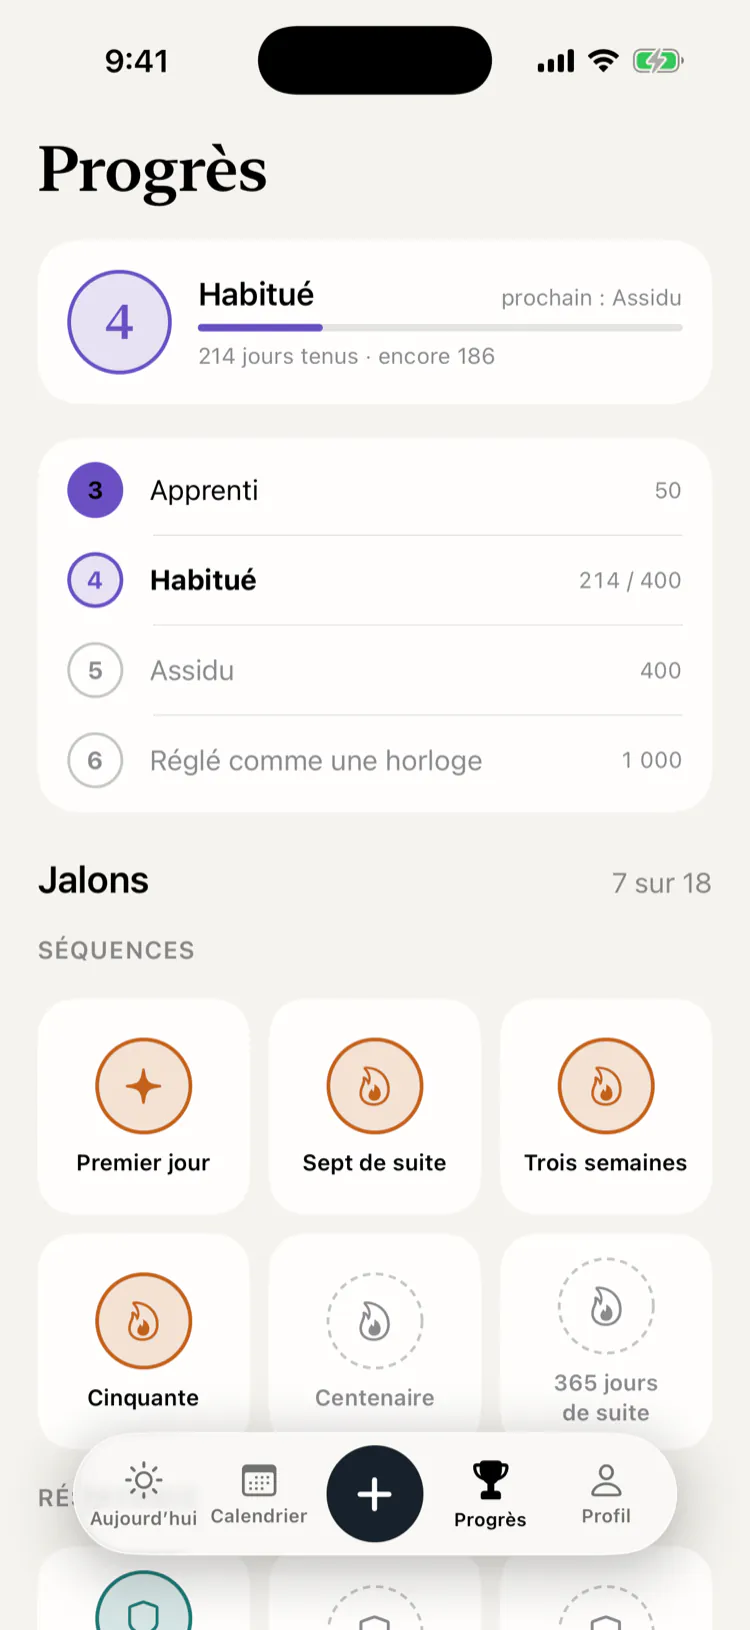 9:41
Progrès
4
Habitué
prochain : Assidu
214 jours tenus · encore 186
3 Apprenti 50
4 Habitué 214 / 400
5 Assidu 400
6 Réglé comme une horloge 1 000
Jalons 7 sur 18
SÉQUENCES
Premier jour
Sept de suite
Trois semaines
Cinquante
Centenaire
365 jours
de suite
Aujourd’hui
Calendrier
Progrès
Profil